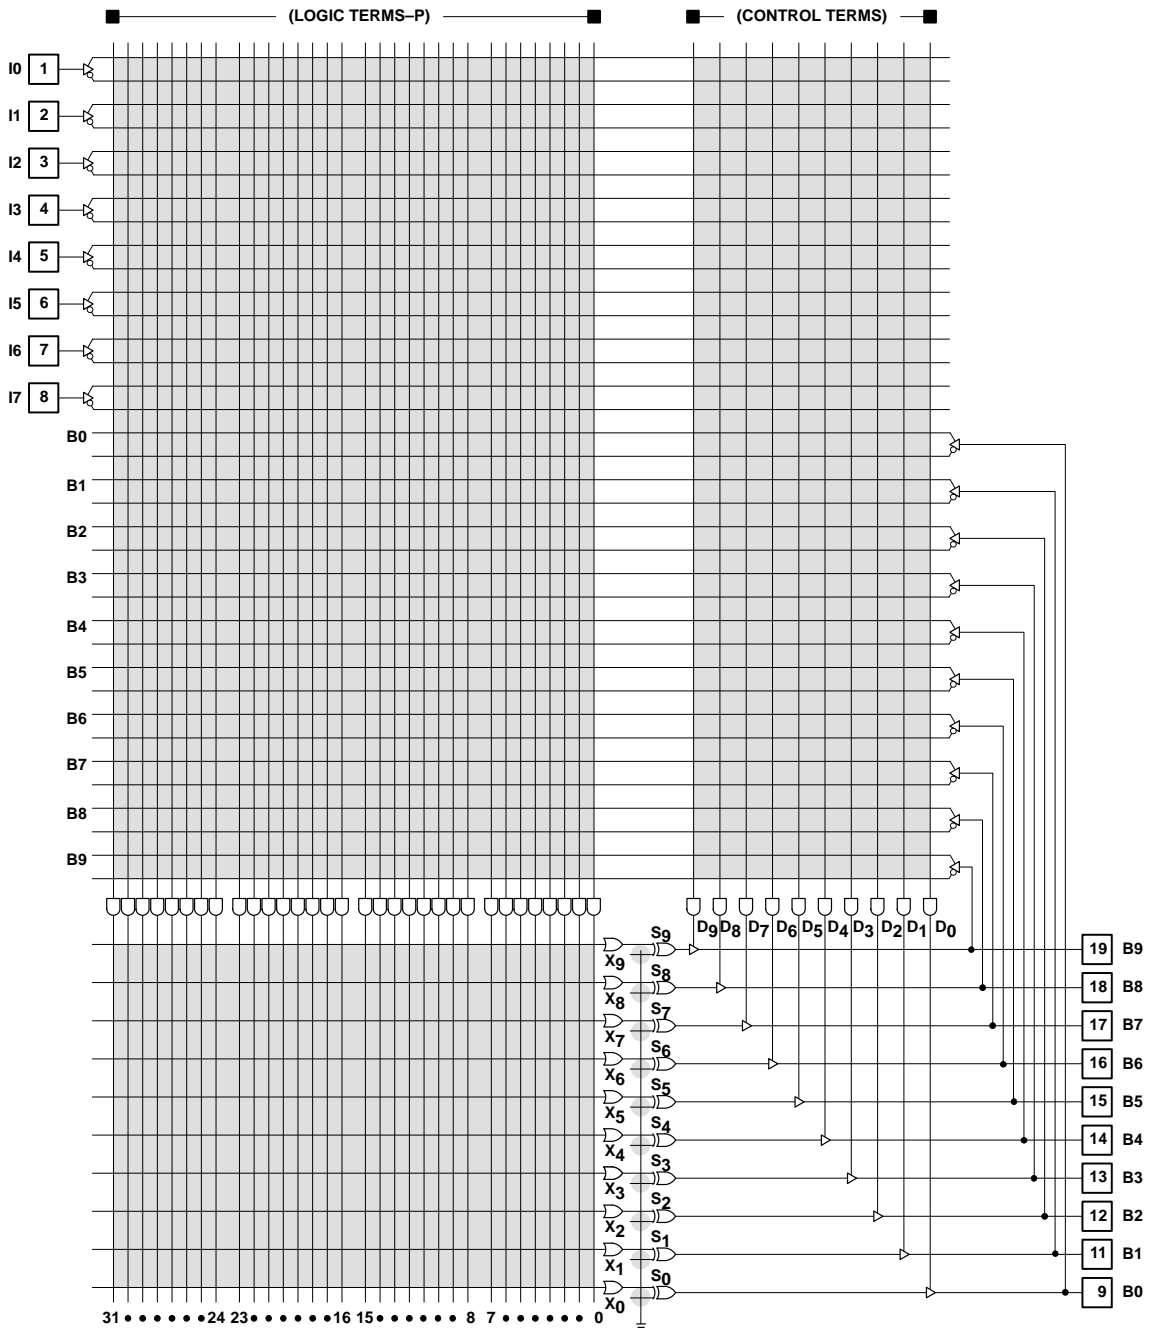 (LOGIC TERMS–P) (CONTROL TERMS)
I0 1
I1 2
I2 3
I3 4
I4 5
I5 6
I6 7
I7 8
B0
B1
B2
B3
B4
B5
B6
B7
B8
B9
D9 D8 D7 D6 D5 D4 D3 D2 D1 D0
S9
X9
19 B9
S8
X8
18 B8
S7
X7
17 B7
S6
X6
16 B6
S5
X5
15 B5
S4
X4
14 B4
S3
X3
13 B3
S2
X2
12 B2
S1
X1
11 B1
S0
X0
9 B0
31 24 23 16 15 8 7 0